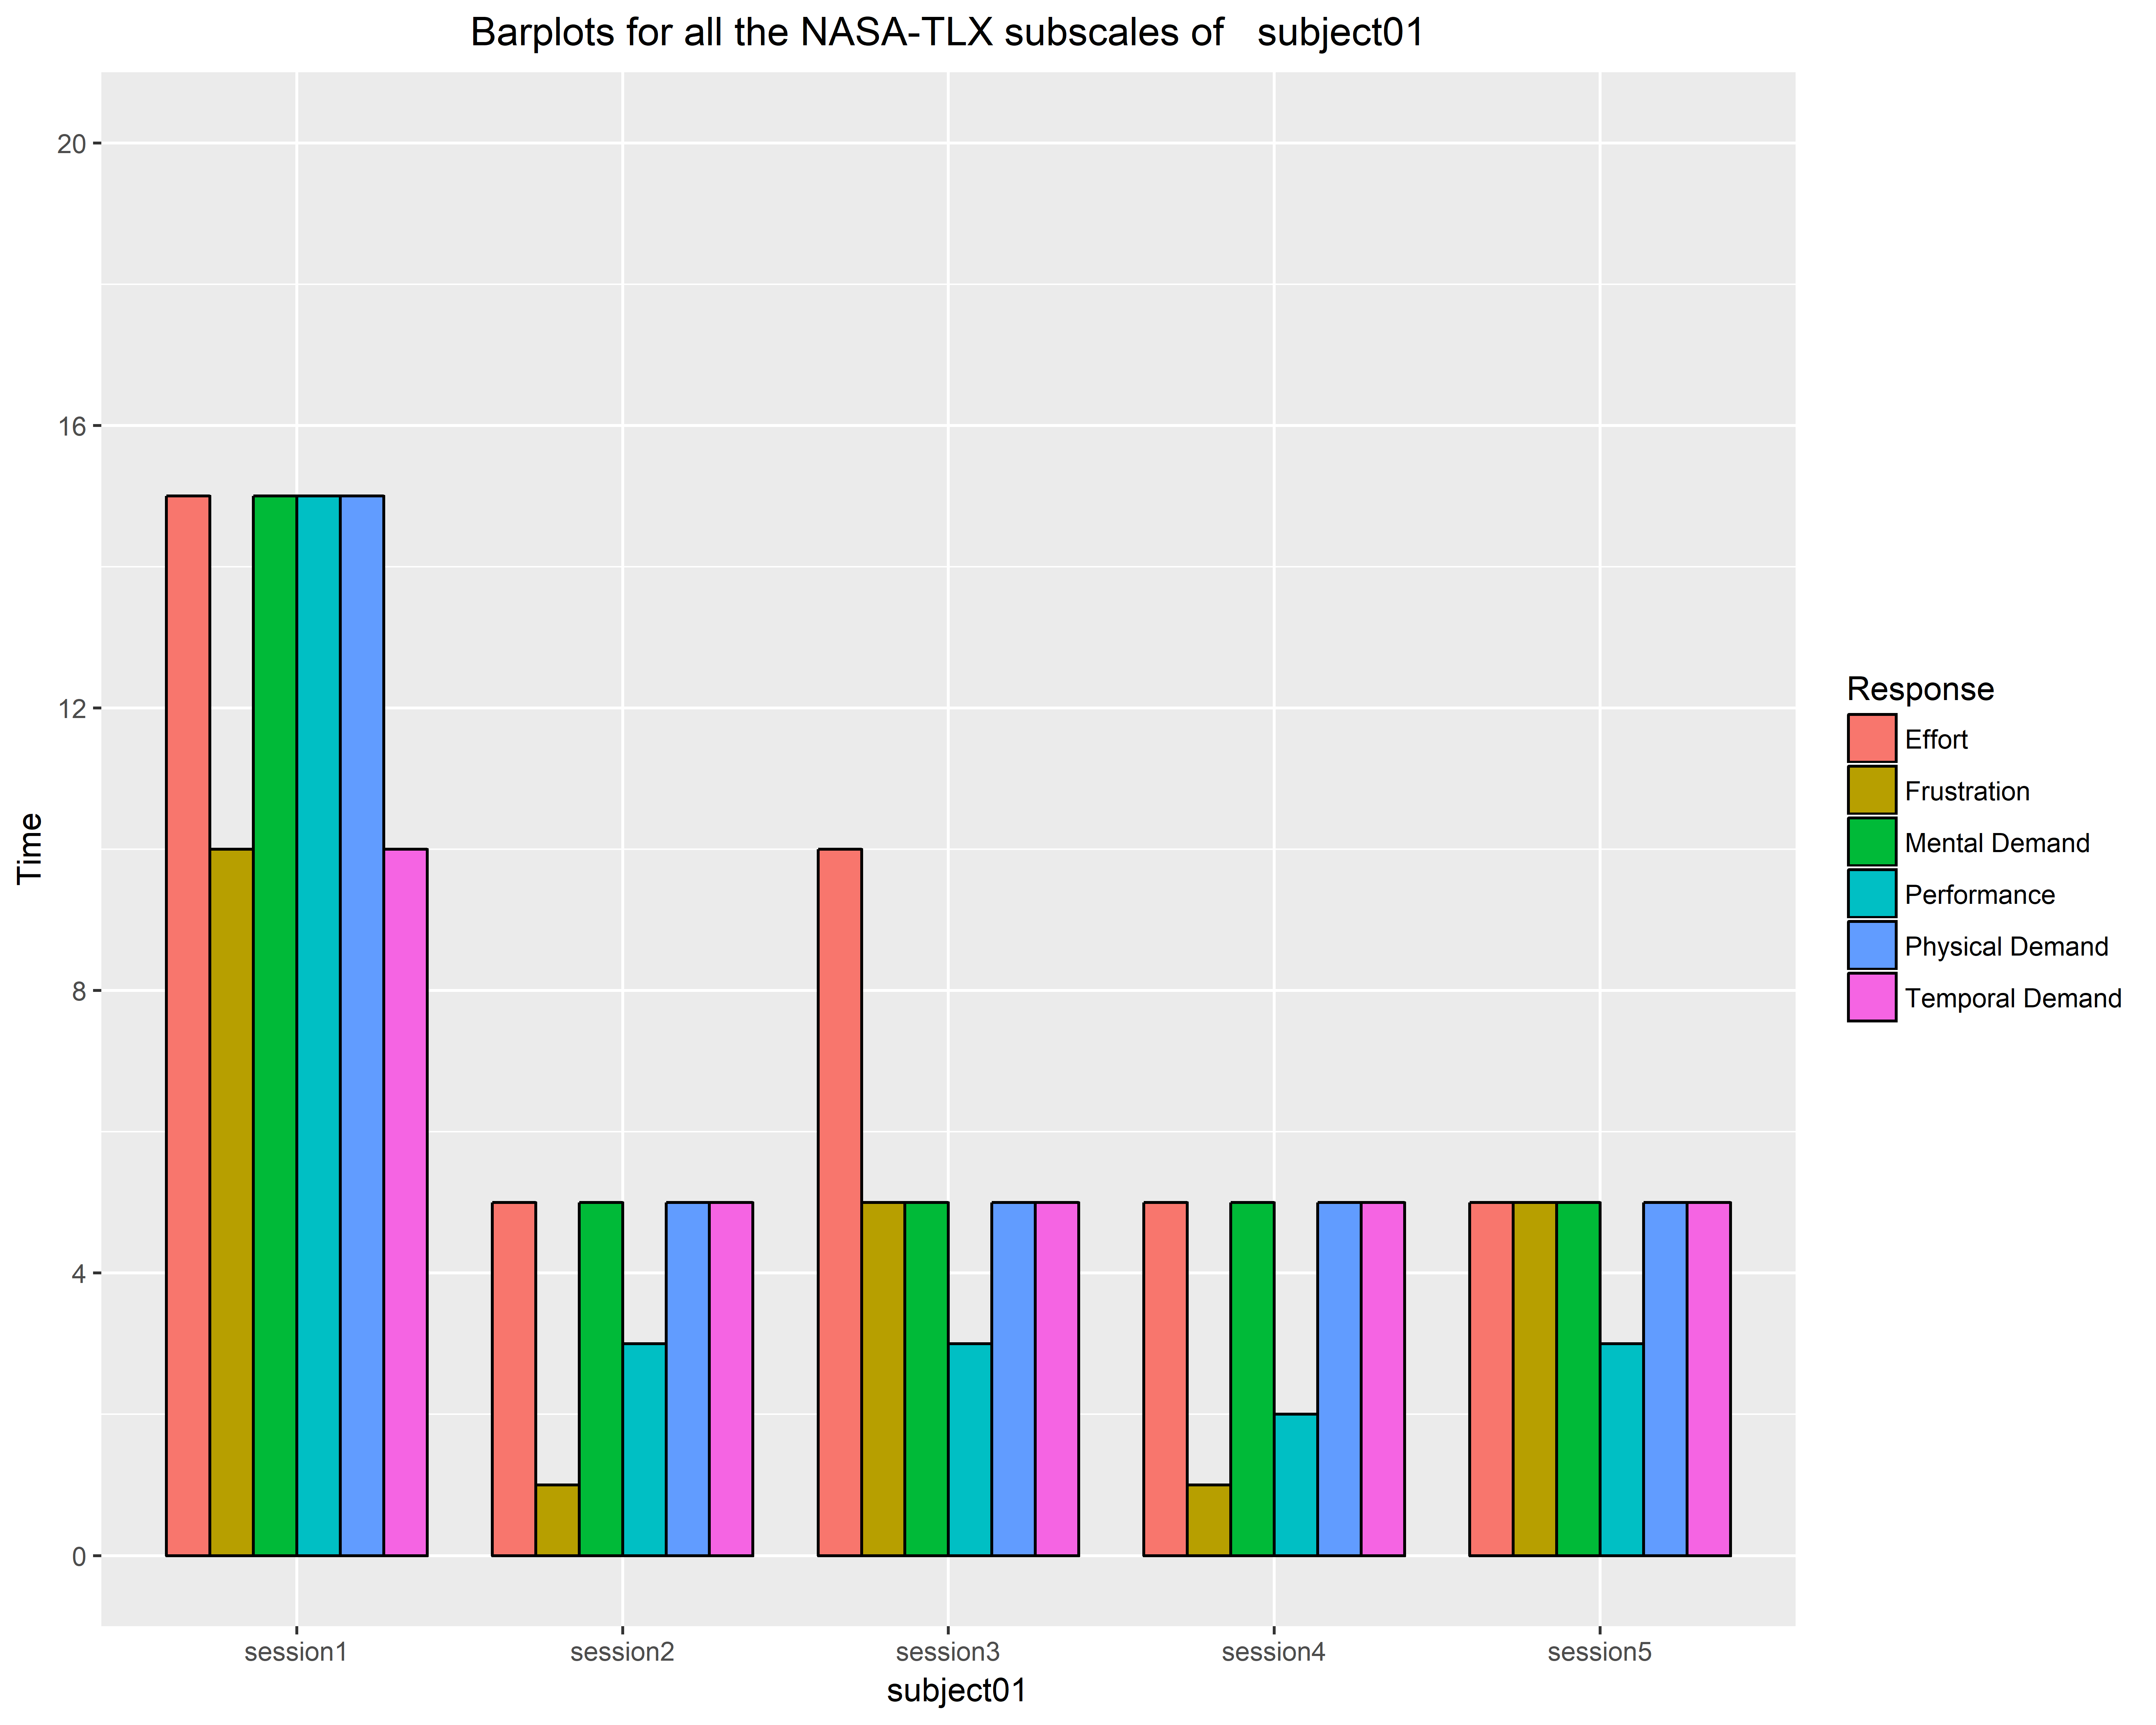 Barplots for all the NASA-TLX subscales of   subject01
20
16
12
8
4
0
Time
session1
session2
session3
session4
session5
subject01
Response
Effort
Frustration
Mental Demand
Performance
Physical Demand
Temporal Demand